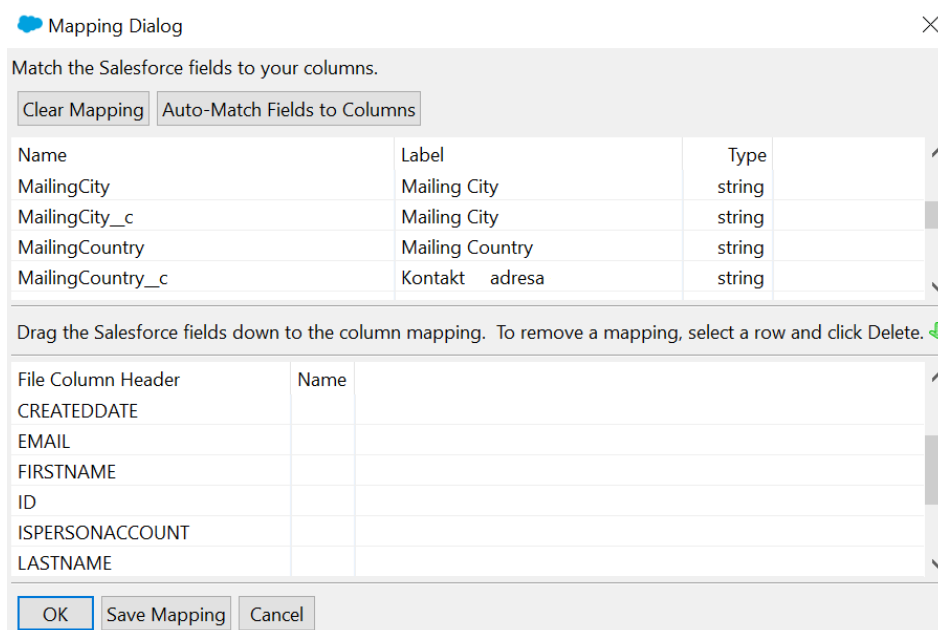 Mapping Dialog
Match the Salesforce fields to your columns.
Clear Mapping Auto-Match Fields to Columns
Name Label Type
MailingCity Mailing City string
MailingCity__c Mailing City string
MailingCountry Mailing Country string
MailingCountry__c Kontakt adresa string
Drag the Salesforce fields down to the column mapping. To remove a mapping, select a row and click Delete.
File Column Header Name
CREATEDDATE
EMAIL
FIRSTNAME
ID
ISPERSONACCOUNT
LASTNAME
OK Save Mapping Cancel